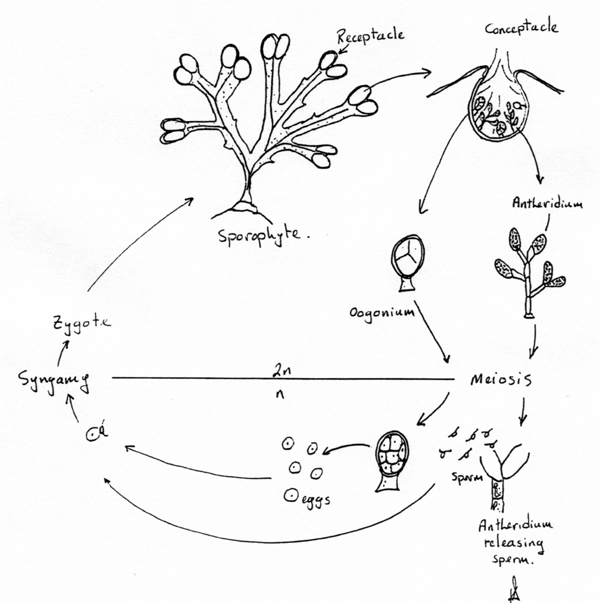 Receptacle
Conceptacle
Sporophyte.
Antheridium
Oogonium
Zygote
Syngamy
2n
n
Meiosis
eggs
Sperm
Antheridium
releasing
sperm.